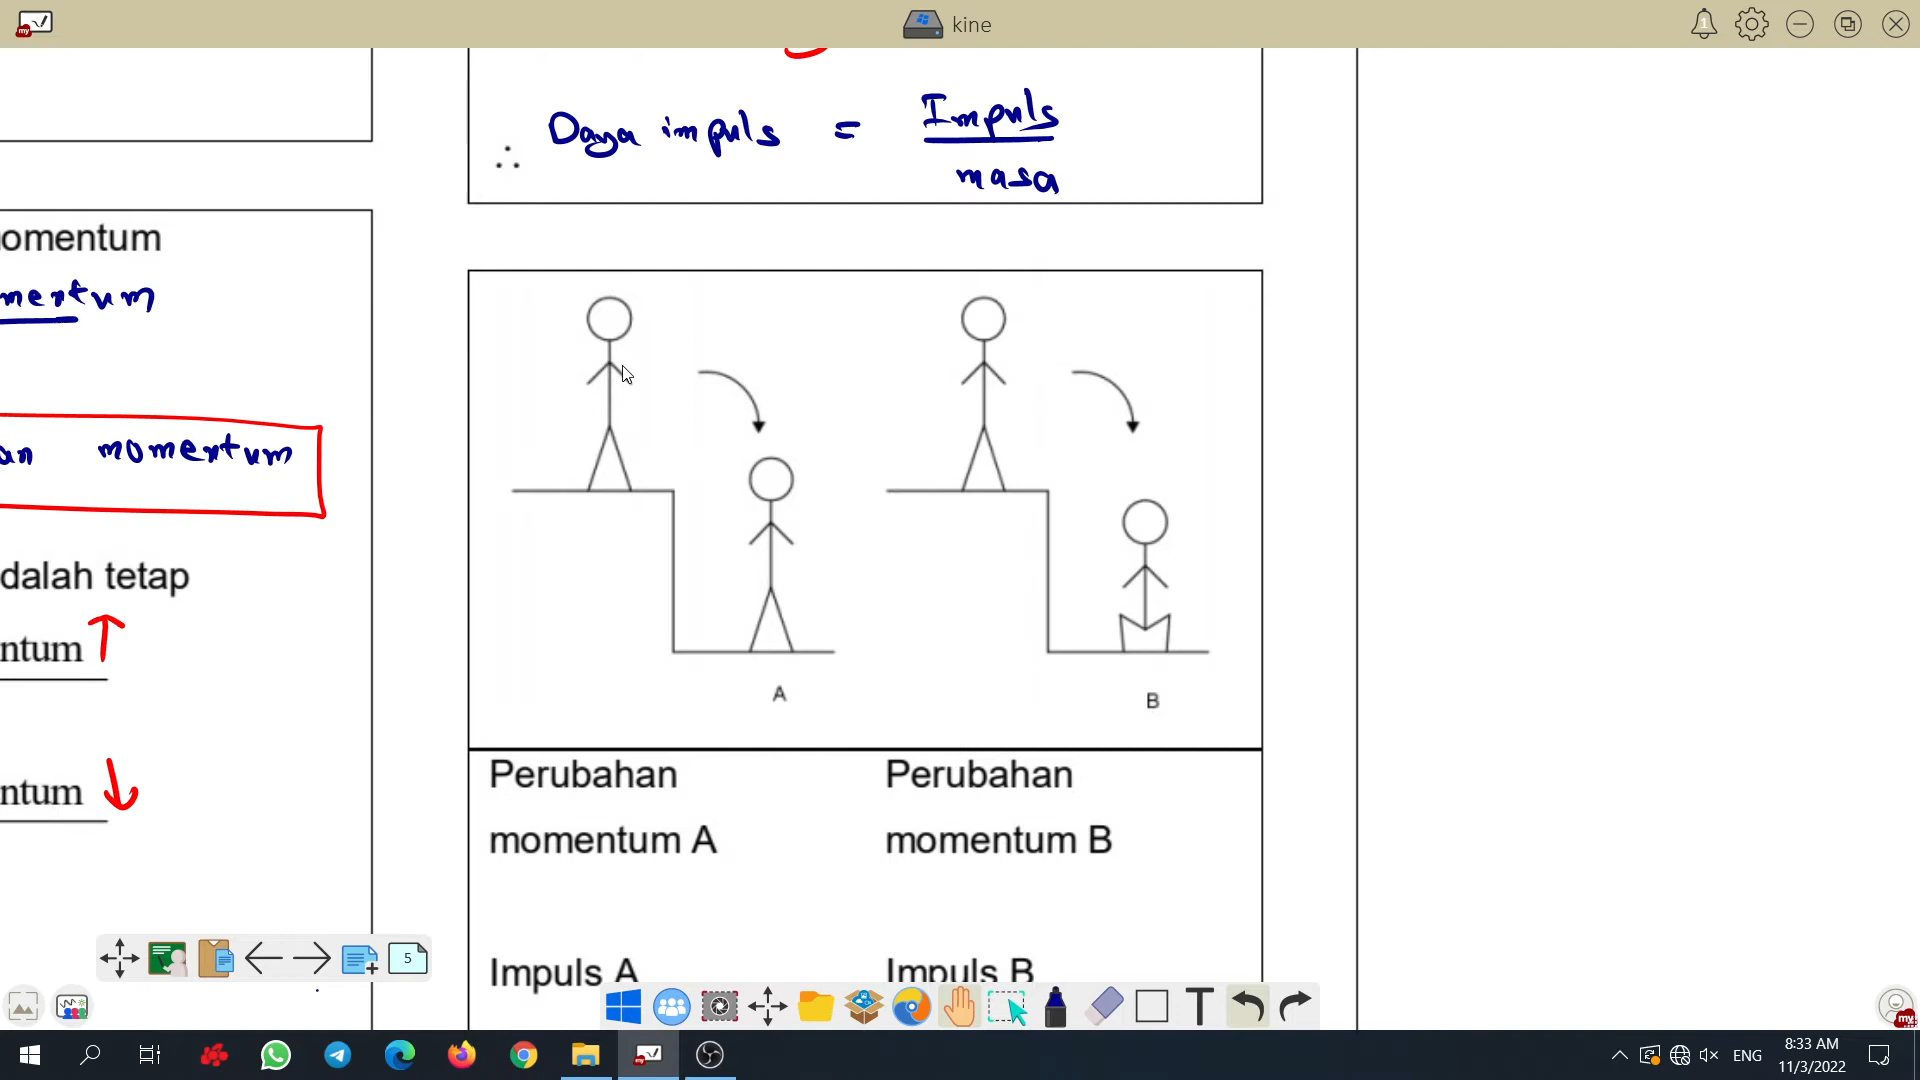 kine
Daya impuls = Impuls
masa
omentum
mentum
an momentum
dalah tetap
ntum
ntum
A
B
Perubahan Perubahan
momentum A momentum B
Impuls A Impuls B
5
T
ENG
8:33 AM
11/3/2022